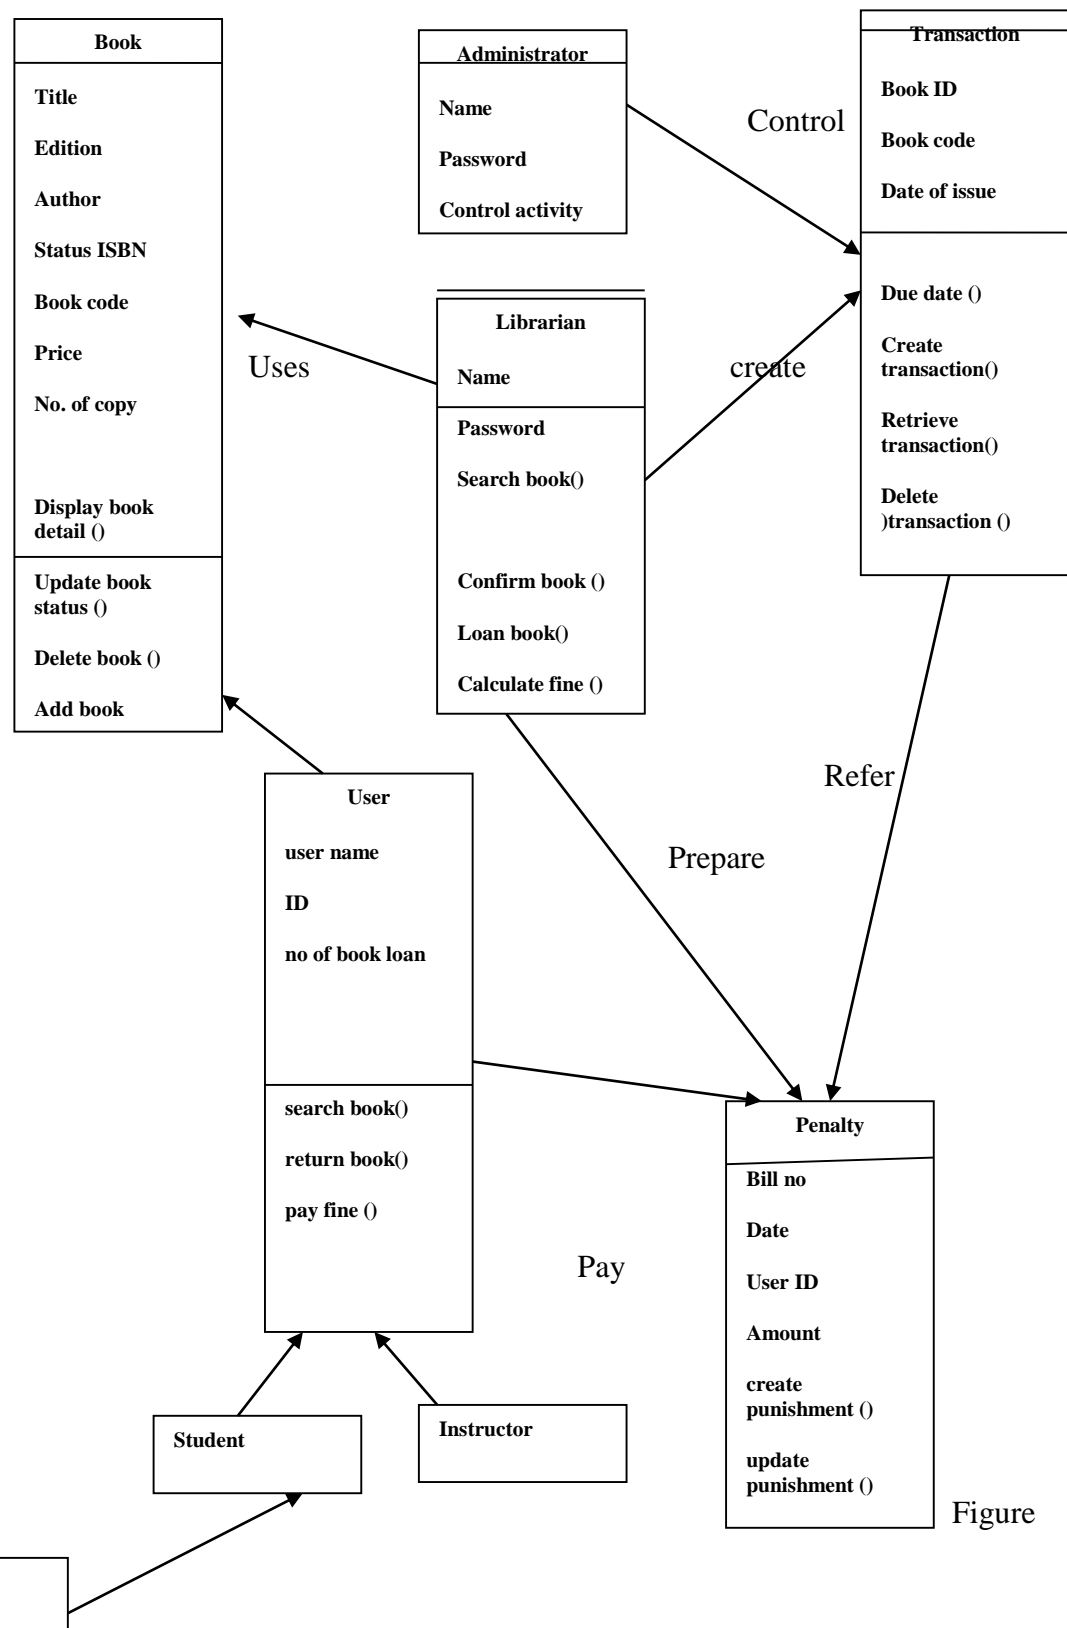 Book
Title
Edition
Author
Status ISBN
Book code
Price
No. of copy
Display book
detail ()
Update book
status ()
Delete book ()
Add book
Administrator
Name
Password
Control activity
Control
Transaction
Book ID
Book code
Date of issue
Due date ()
Create
transaction()
Retrieve
transaction()
Delete
)transaction ()
Uses
Librarian
Name
Password
Search book()
Confirm book ()
Loan book()
Calculate fine ()
create
Refer
Prepare
User
user name
ID
no of book loan
search book()
return book()
pay fine ()
Pay
Penalty
Bill no
Date
User ID
Amount
create
punishment ()
update
punishment ()
Student
Instructor
Figure